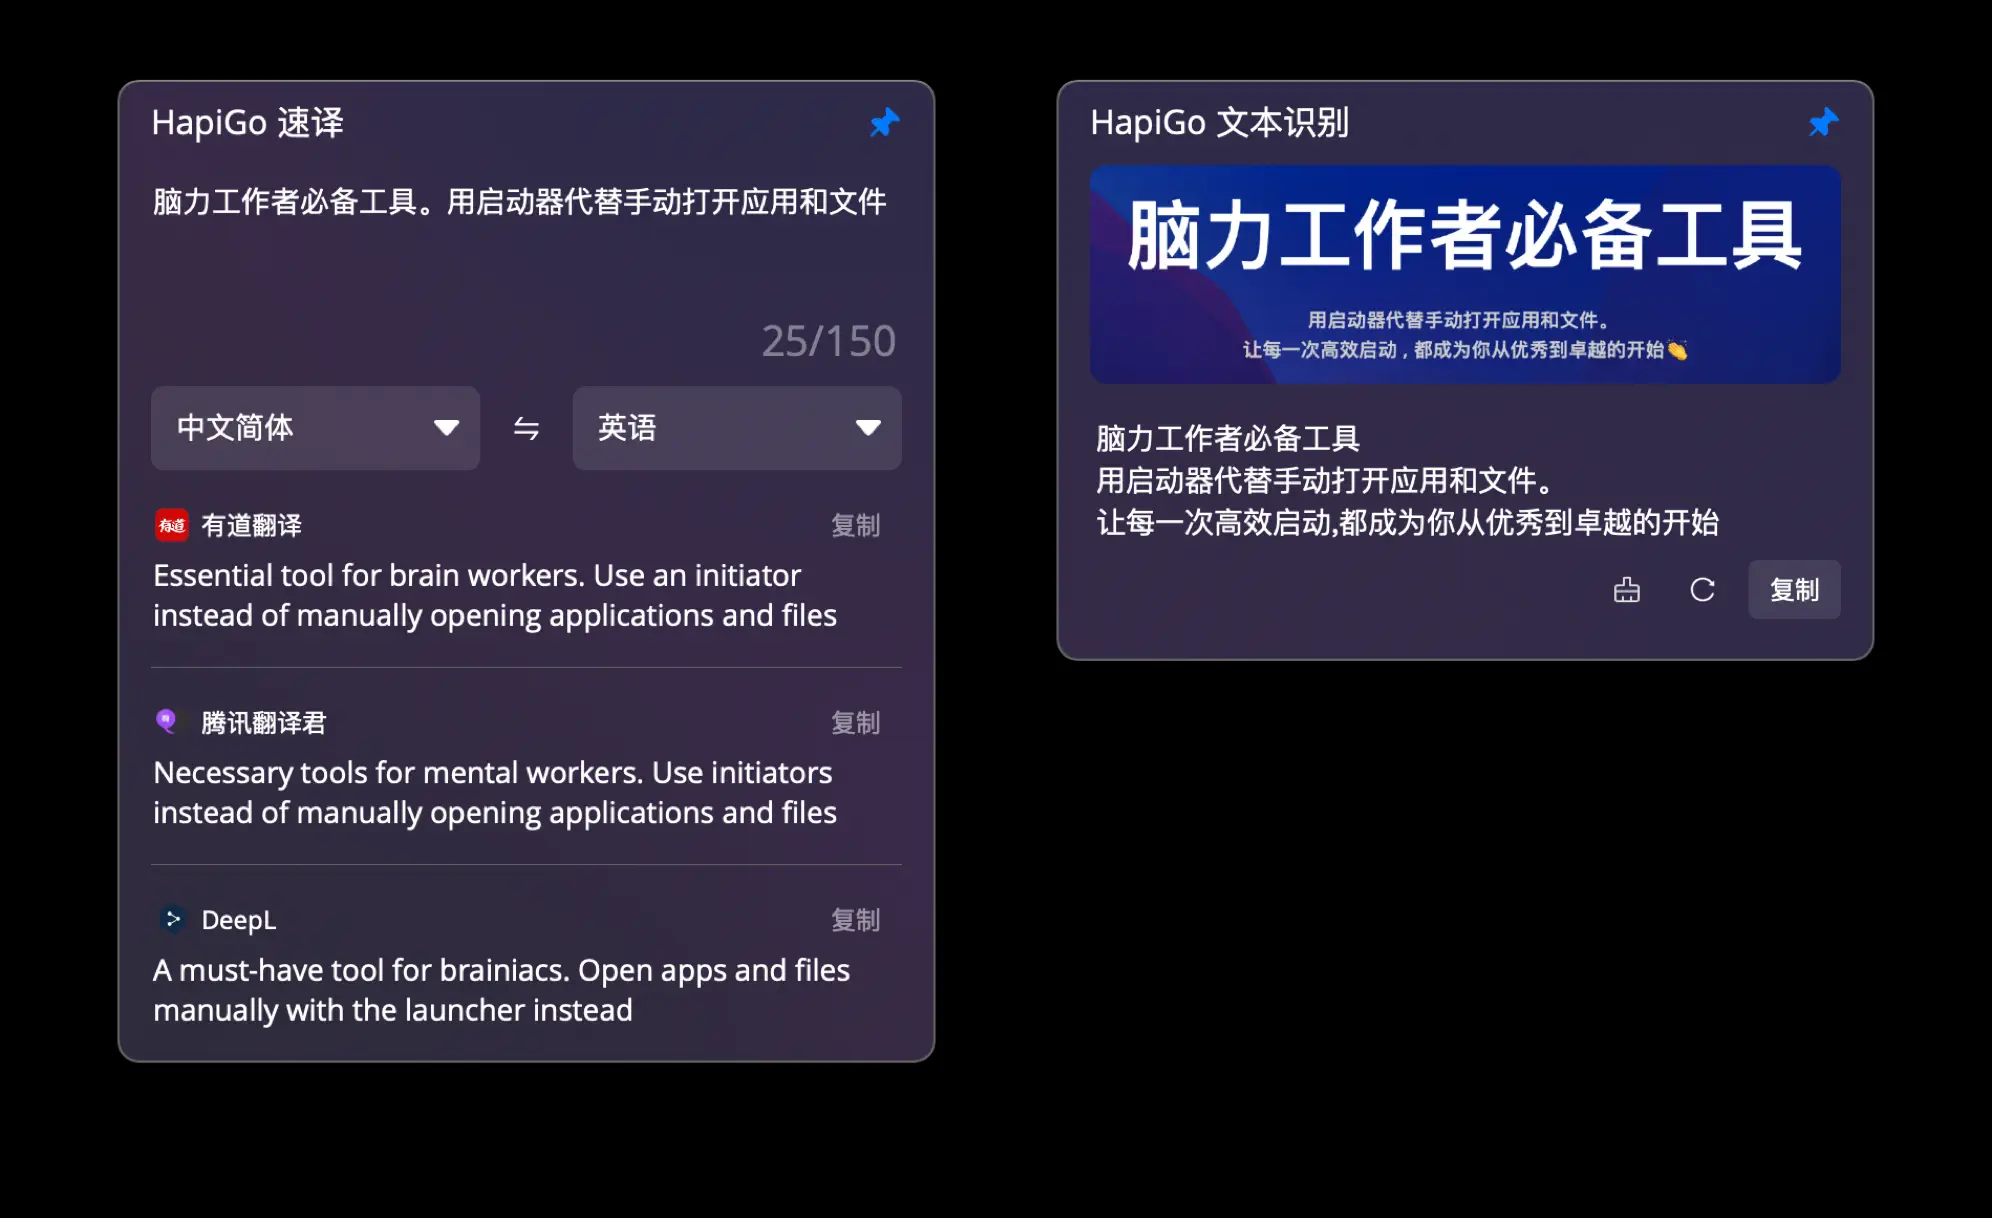 HapiGo 速译
脑力工作者必备工具。用启动器代替手动打开应用和文件
25/150
中文简体
英语
有道
有道翻译
复制
Essential tool for brain workers. Use an initiator
instead of manually opening applications and files
腾讯翻译君
复制
Necessary tools for mental workers. Use initiators
instead of manually opening applications and files
DeepL
复制
A must-have tool for brainiacs. Open apps and files
manually with the launcher instead
HapiGo 文本识别
脑力工作者必备工具
用启动器代替手动打开应用和文件。
让每一次高效启动，都成为你从优秀到卓越的开始👏
脑力工作者必备工具
用启动器代替手动打开应用和文件。
让每一次高效启动,都成为你从优秀到卓越的开始
复制